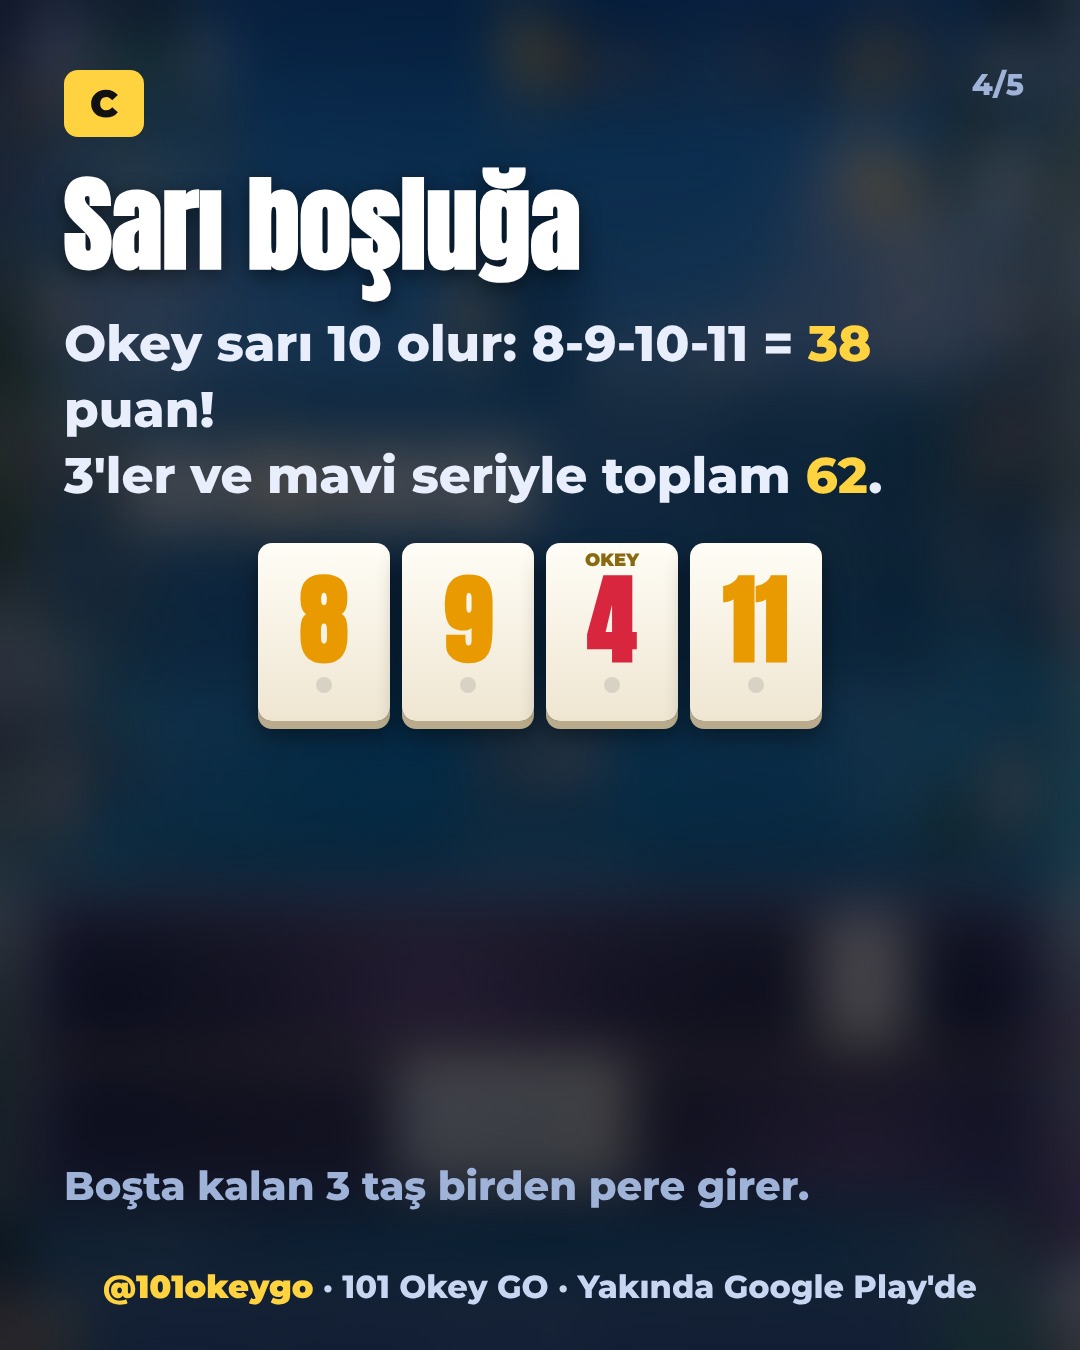 C
4/5
Sarı boşluğa
Okey sarı 10 olur: 8-9-10-11 = 38
puan!
3'ler ve mavi seriyle toplam 62.
8
9
OKEY
4
11
Boşta kalan 3 taş birden pere girer.
@101okeygo · 101 Okey GO · Yakında Google Play'de